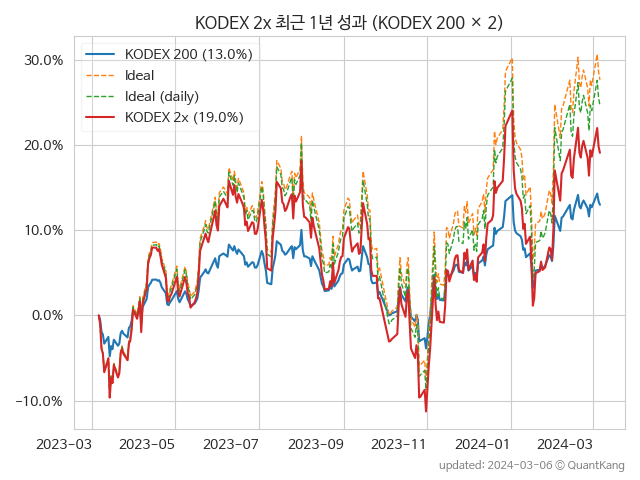 KODEX 2x 최근 1년 성과 (KODEX 200 × 2)
30.0%
20.0%
10.0%
0.0%
−10.0%
KODEX 200 (13.0%)
Ideal
Ideal (daily)
KODEX 2x (19.0%)
2023-03
2023-05
2023-07
2023-09
2023-11
2024-01
2024-03
updated: 2024-03-06 ⓒ QuantKang